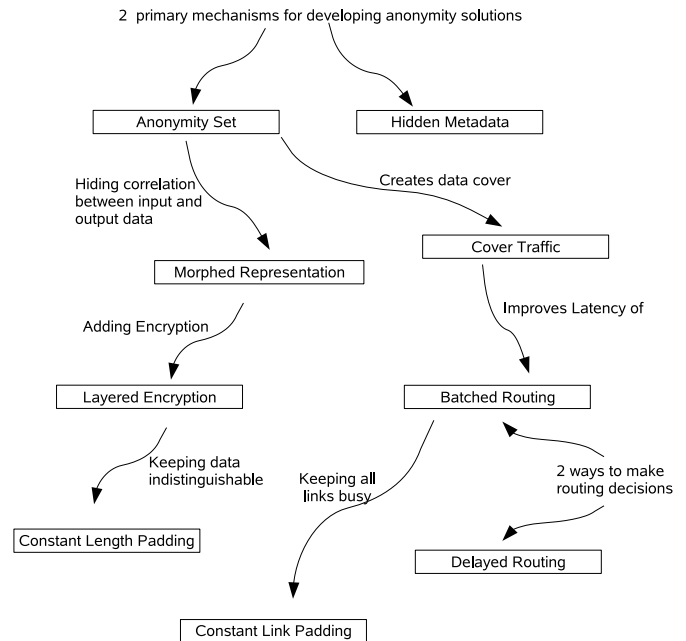 2 primary mechanisms for developing anonymity solutions
Anonymity Set
Hidden Metadata
Hiding correlation
between input and
output data
Creates data cover
Cover Traffic
Morphed Representation
Improves Latency of
Adding Encryption
Layered Encryption
Batched Routing
Keeping data
indistinguishable
Keeping all
links busy
2 ways to make
routing decisions
Constant Length Padding
Delayed Routing
Constant Link Padding